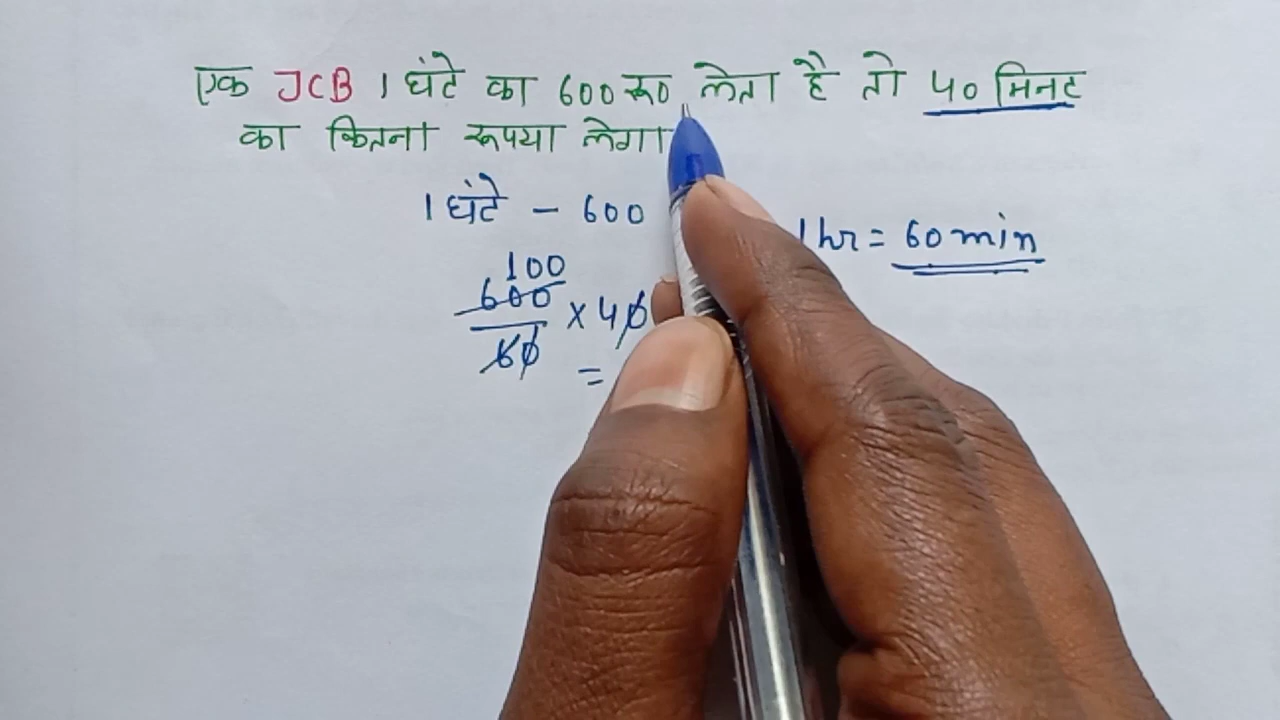 एक JCB 1 घंटे का 600 रू० लेता है तो 40 मिनट
का कितना रूपया लेगा
1 घंटे - 600
1 hr = 60 min
100
600
× 40
60
=